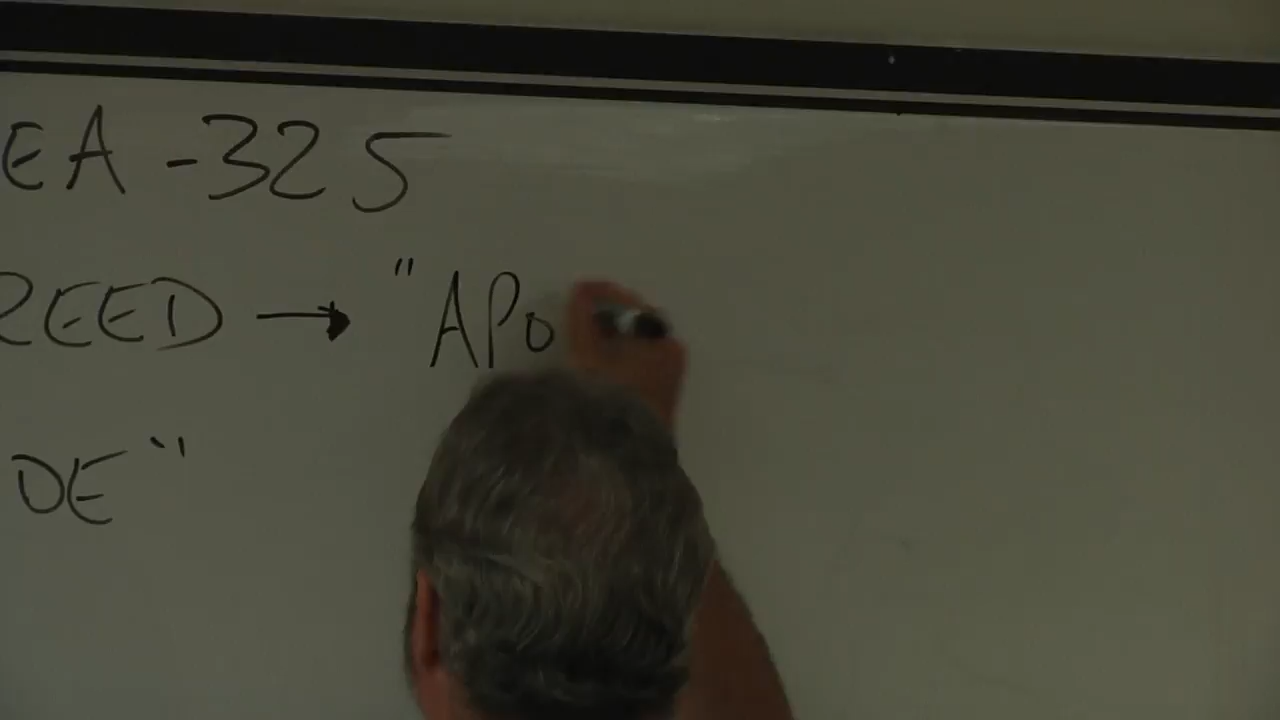 EA-325
REED → "APO
DE"